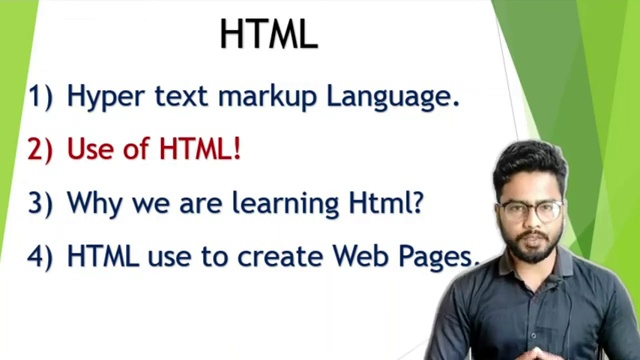 HTML
1) Hyper text markup Language.
2) Use of HTML!
3) Why we are learning Html?
4) HTML use to create Web Pages.